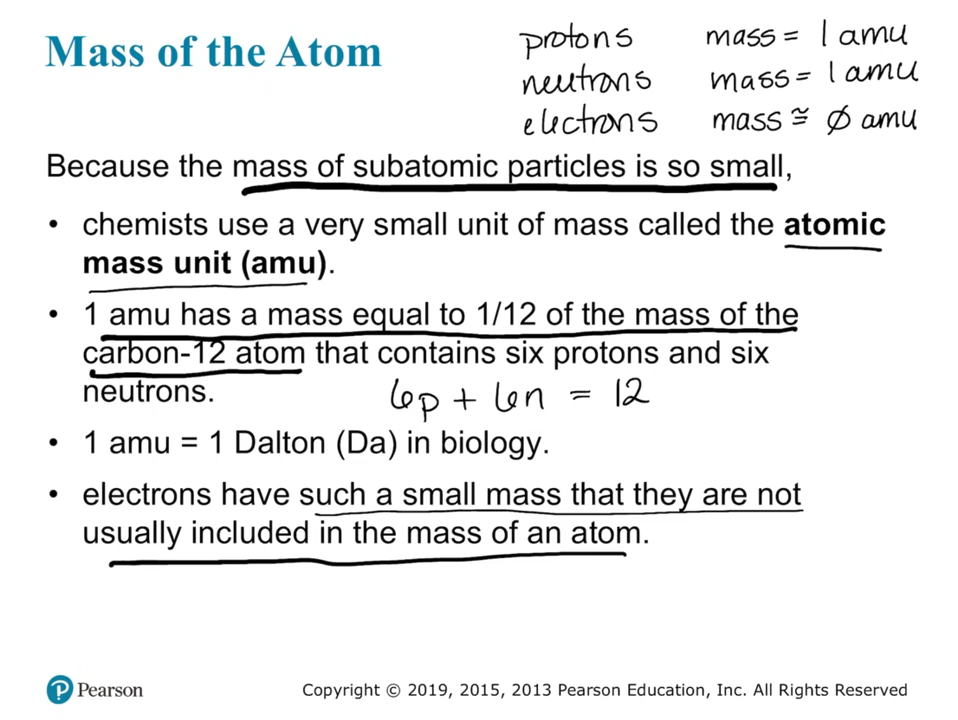 Mass of the Atom
protons mass = 1 amu
neutrons mass = 1 amu
electrons mass ≅ ∅ amu
Because the mass of subatomic particles is so small,
• chemists use a very small unit of mass called the atomic
mass unit (amu).
• 1 amu has a mass equal to 1/12 of the mass of the
carbon-12 atom that contains six protons and six
neutrons.
6p + 6n = 12
• 1 amu = 1 Dalton (Da) in biology.
• electrons have such a small mass that they are not
usually included in the mass of an atom.
P Pearson
Copyright © 2019, 2015, 2013 Pearson Education, Inc. All Rights Reserved